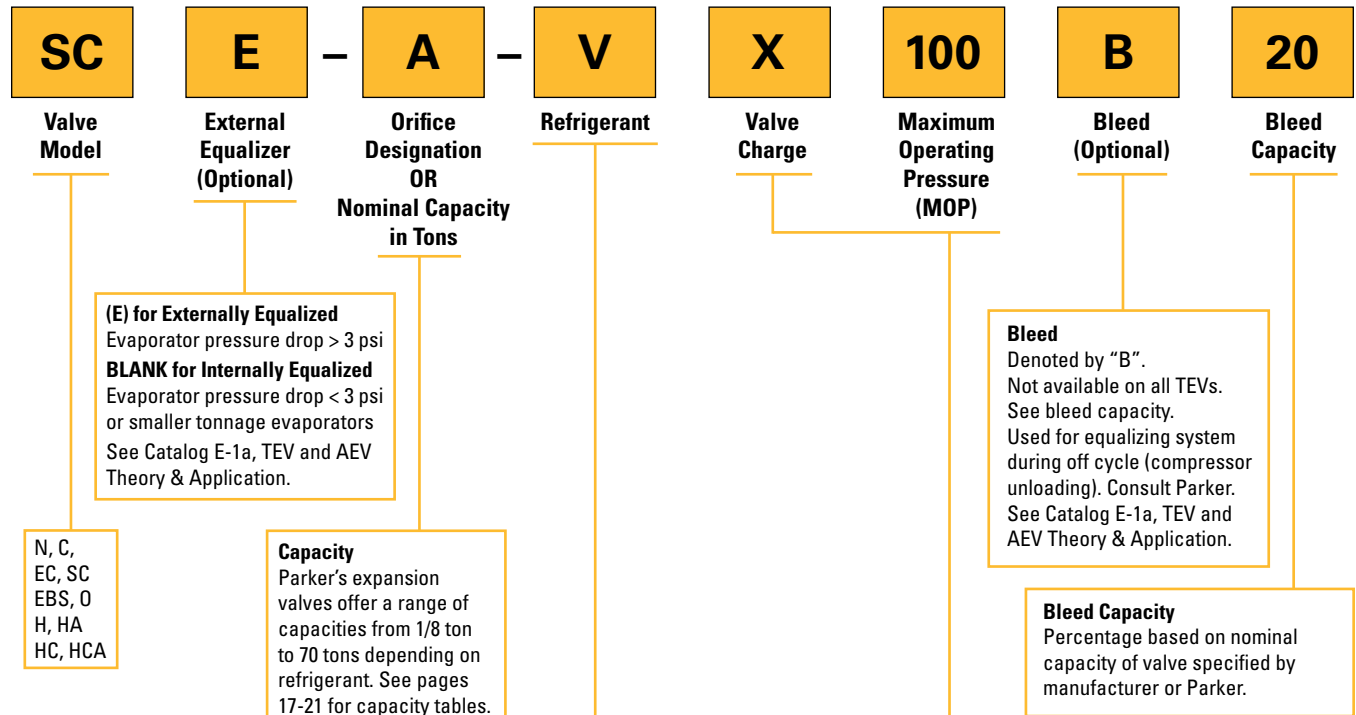 SC E – A – V X 100 B 20
Valve
Model
External
Equalizer
(Optional)
Orifice
Designation
OR
Nominal Capacity
in Tons
Refrigerant
Valve
Charge
Maximum
Operating
Pressure
(MOP)
Bleed
(Optional)
Bleed
Capacity
(E) for Externally Equalized
Evaporator pressure drop > 3 psi
BLANK for Internally Equalized
Evaporator pressure drop < 3 psi
or smaller tonnage evaporators
See Catalog E-1a, TEV and AEV
Theory & Application.
Bleed
Denoted by “B”.
Not available on all TEVs.
See bleed capacity.
Used for equalizing system
during off cycle (compressor
unloading). Consult Parker.
See Catalog E-1a, TEV and
AEV Theory & Application.
N, C,
EC, SC
EBS, O
H, HA
HC, HCA
Capacity
Parker’s expansion
valves offer a range of
capacities from 1/8 ton
to 70 tons depending on
refrigerant. See pages
17-21 for capacity tables.
Bleed Capacity
Percentage based on nominal
capacity of valve specified by
manufacturer or Parker.